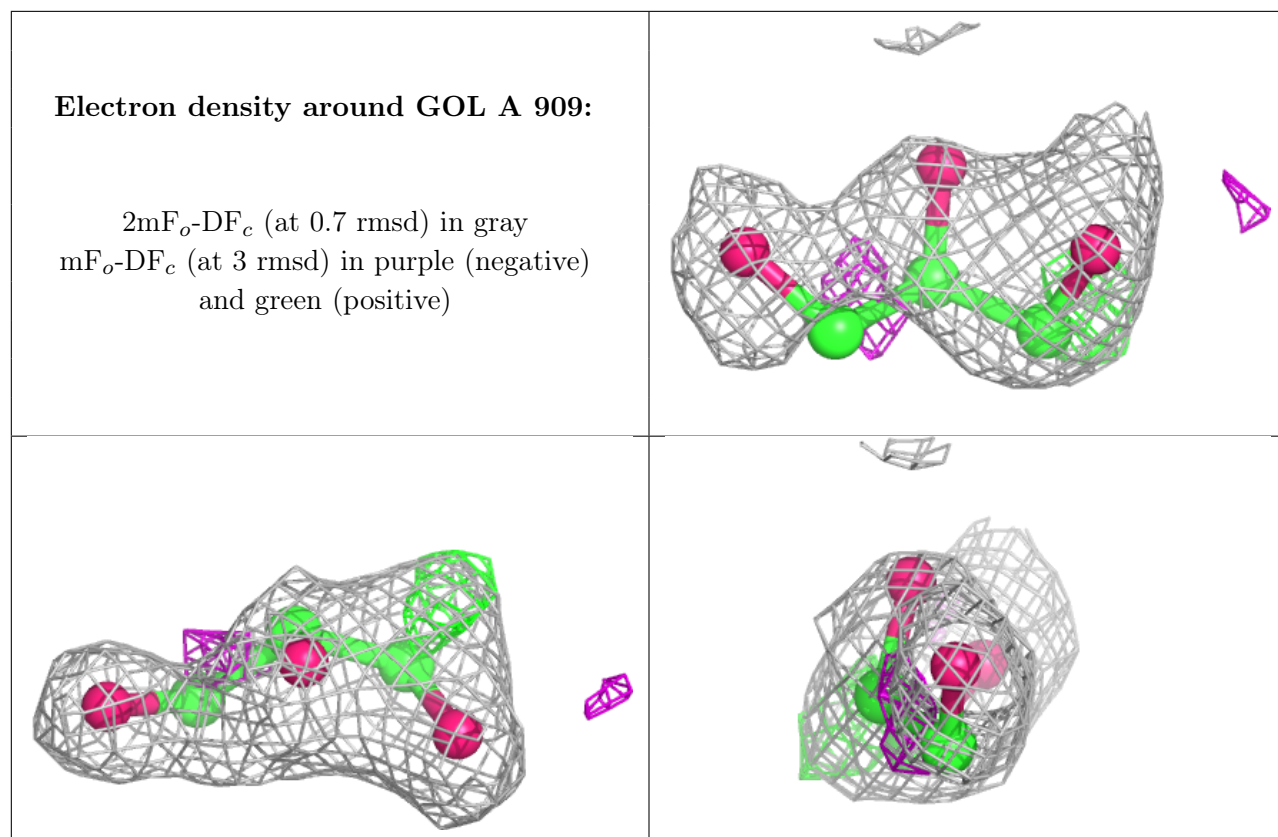 Electron density around GOL A 909:
2mFₒ-DF𝒸 (at 0.7 rmsd) in gray
mFₒ-DF𝒸 (at 3 rmsd) in purple (negative)
and green (positive)